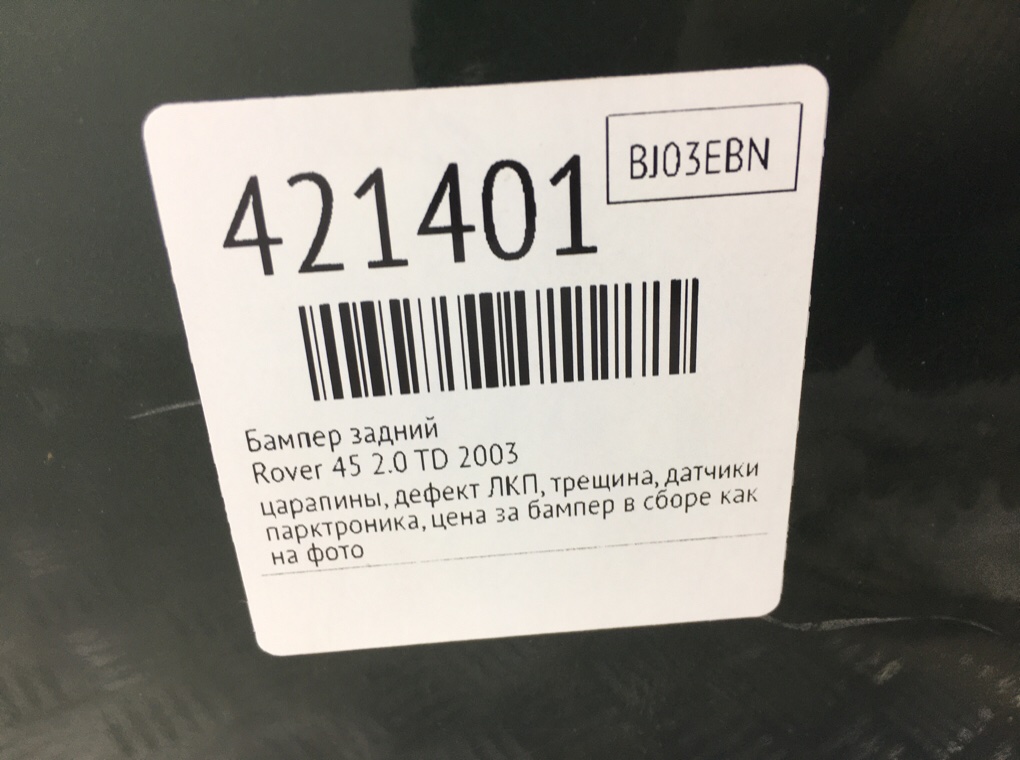 BJ03EBN
421401
Бампер задний
Rover 45 2.0 TD 2003
царапины, дефект ЛКП, трещина, датчики
парктроника, цена за бампер в сборе как
на фото